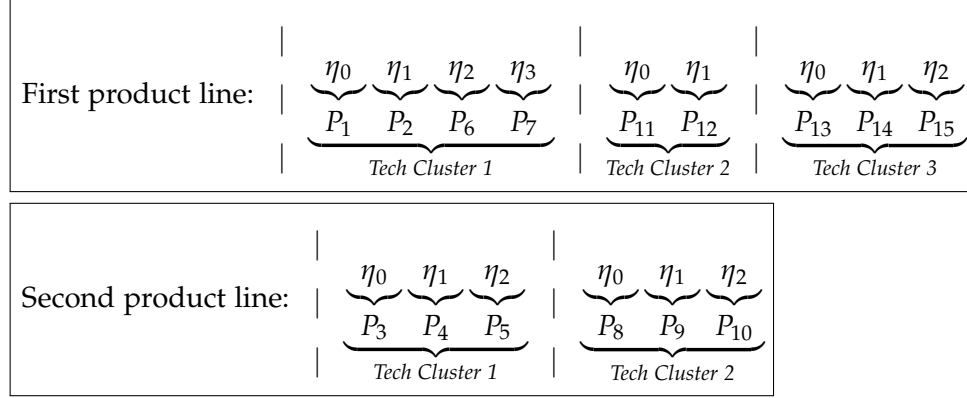 η0 η1 η2 η3 η0 η1 η0 η1 η2
First product line:
P1 P2 P6 P7 P11 P12 P13 P14 P15
Tech Cluster 1 Tech Cluster 2 Tech Cluster 3
η0 η1 η2 η0 η1 η2
Second product line:
P3 P4 P5 P8 P9 P10
Tech Cluster 1 Tech Cluster 2